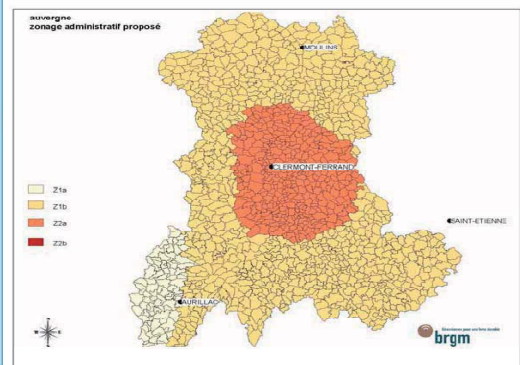 auvergne
zonage administratif proposé
MOULINS
CLERMONT-FERRAND
Z1a
Z1b
Z2a
Z2b
SAINT-ETIENNE
AURILLAC
brgm